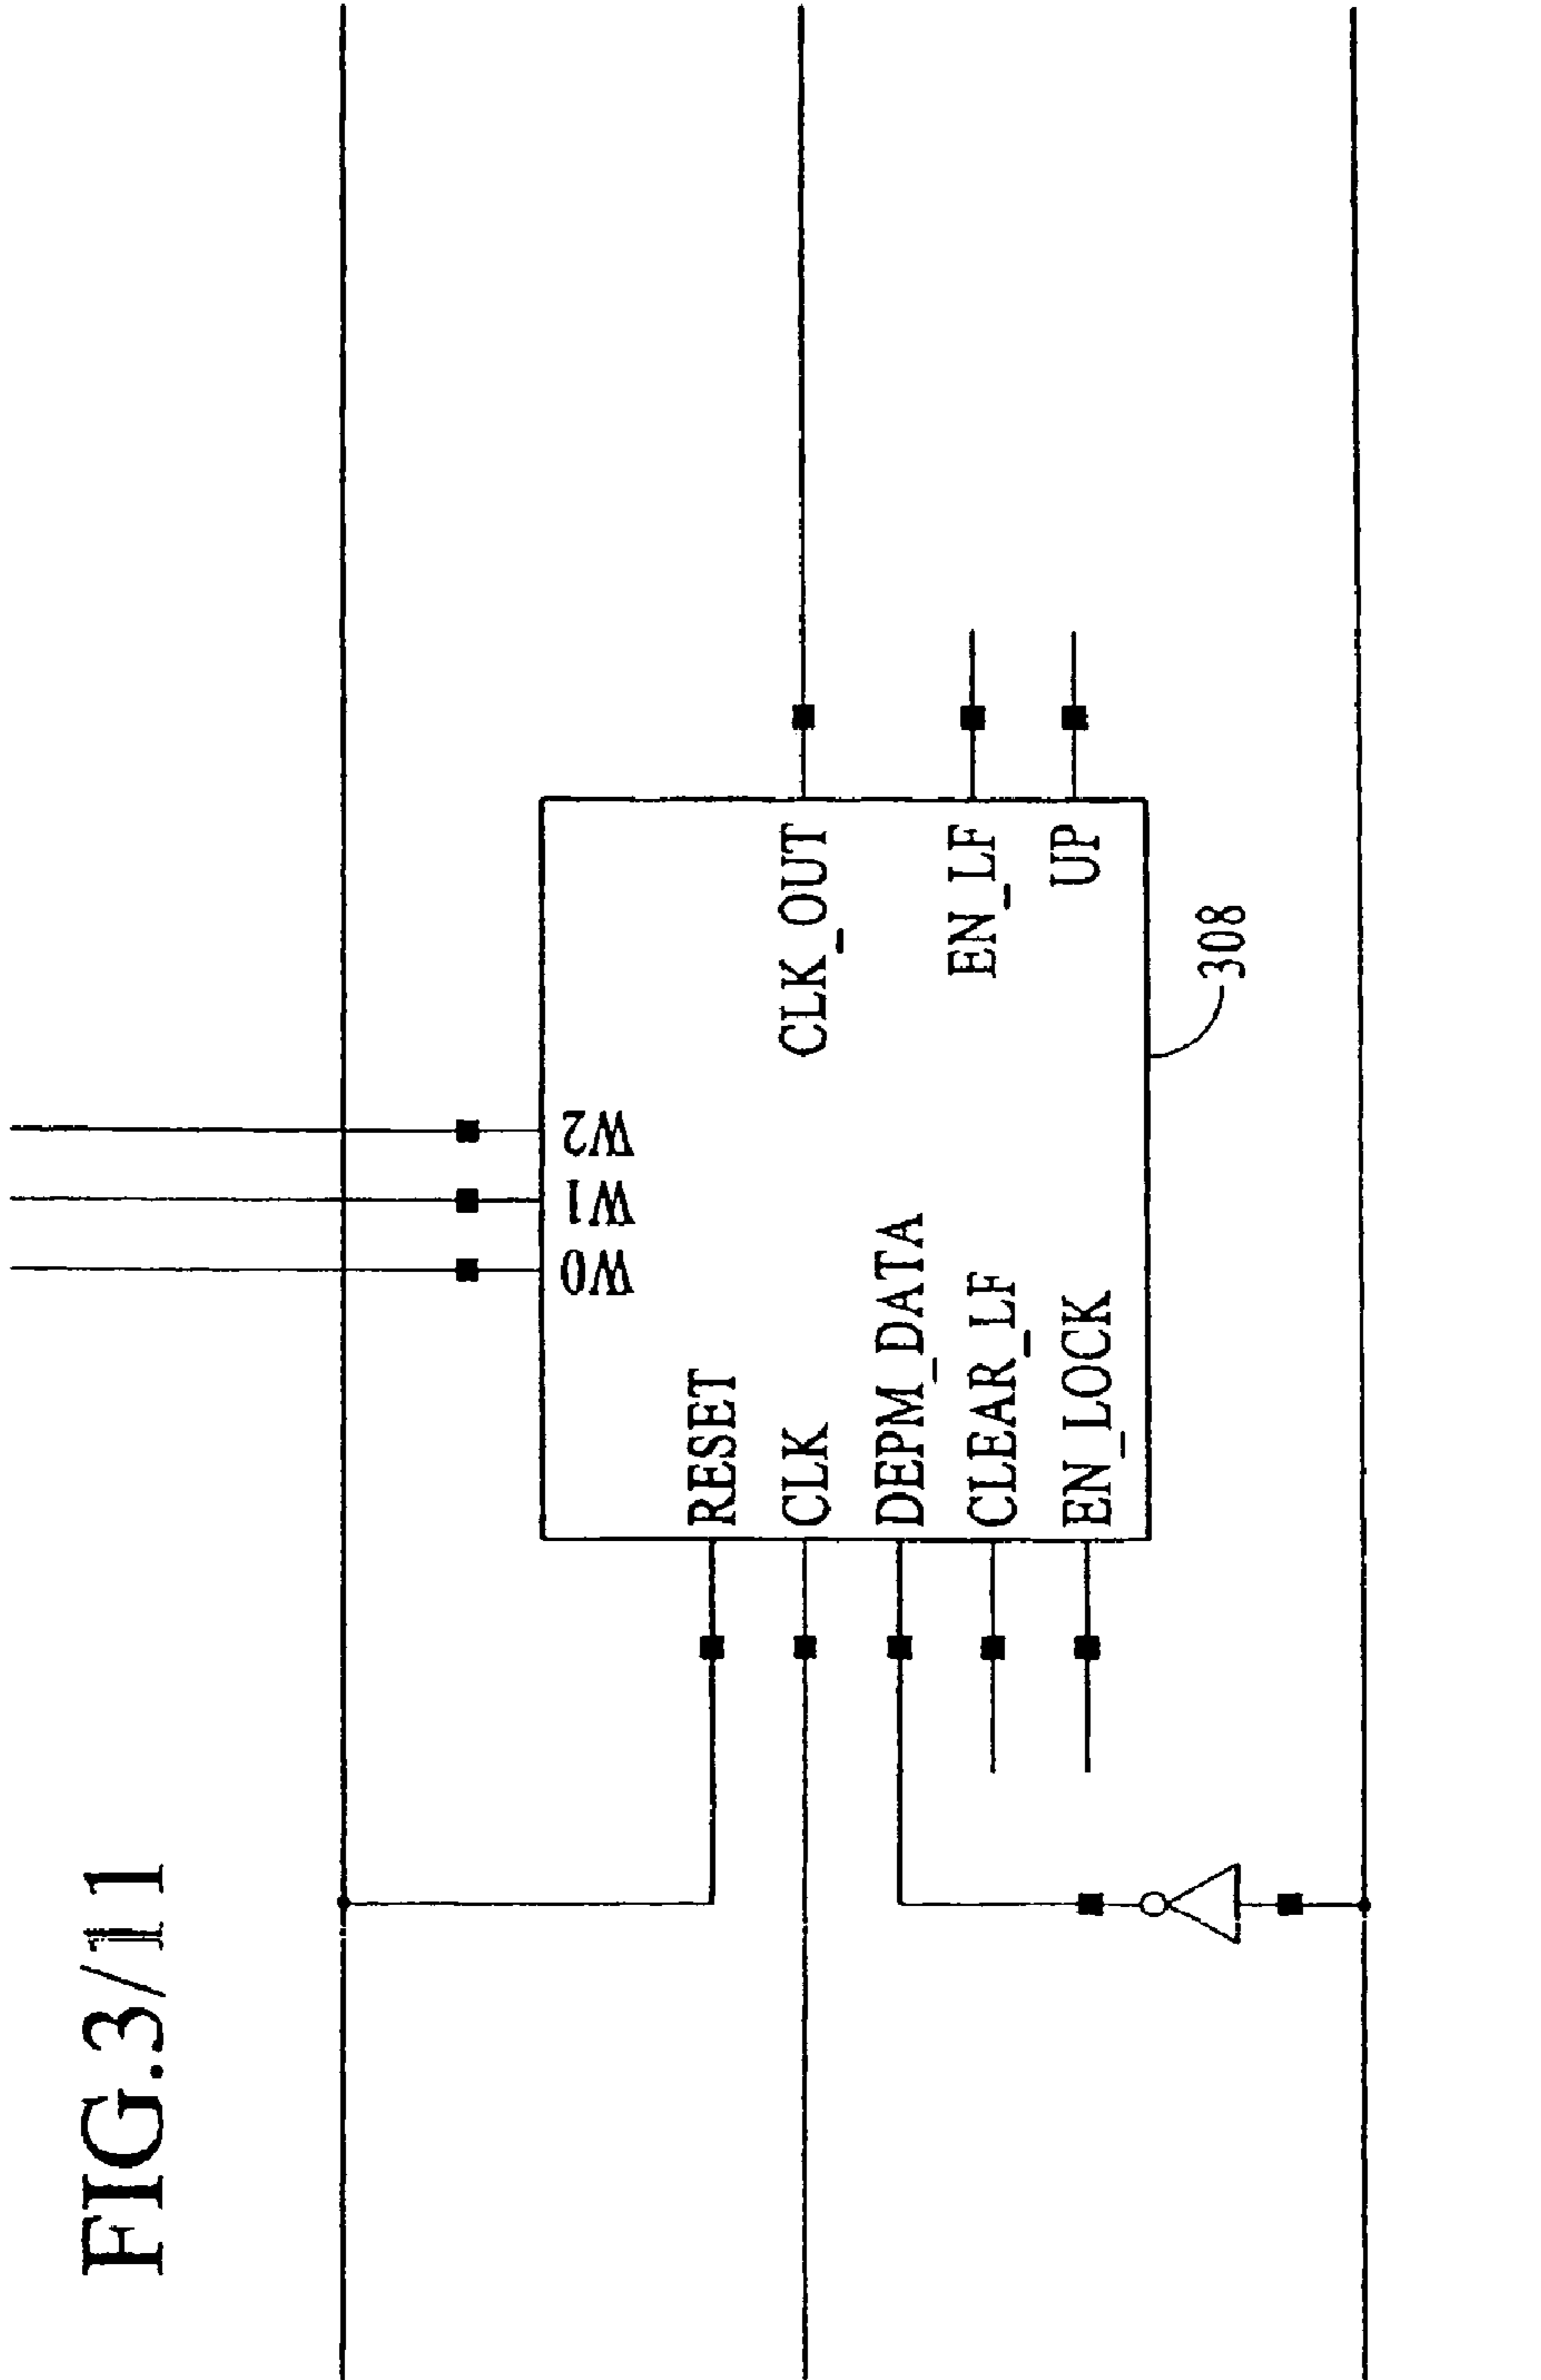 FIG.3/11
W0
W1
W2
RESET
CLK
DEPM_DATA
CLEAR_LF
EN_LOCK
CLK_OUT
EN_LF
UP
308